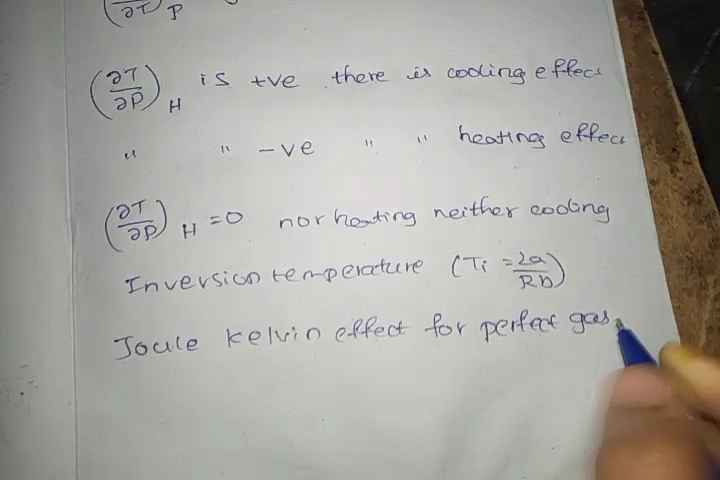 (∂T)P
(∂T/∂P)H is +ve there is cooling effect
" " -ve " " heating effect
(∂T/∂P)H =0 nor heating neither cooling
Inversion temperature (Ti = 2a/Rb)
Joule Kelvin effect for perfect gas